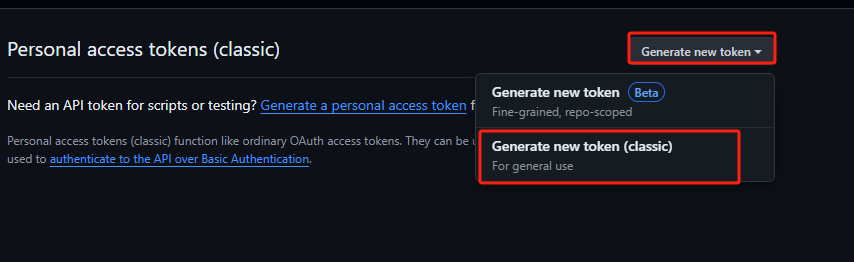 Personal access tokens (classic)
Generate new token
Generate new token Beta
Fine-grained, repo-scoped
Need an API token for scripts or testing? Generate a personal access token f
Generate new token (classic)
For general use
Personal access tokens (classic) function like ordinary OAuth access tokens. They can be
used to authenticate to the API over Basic Authentication.